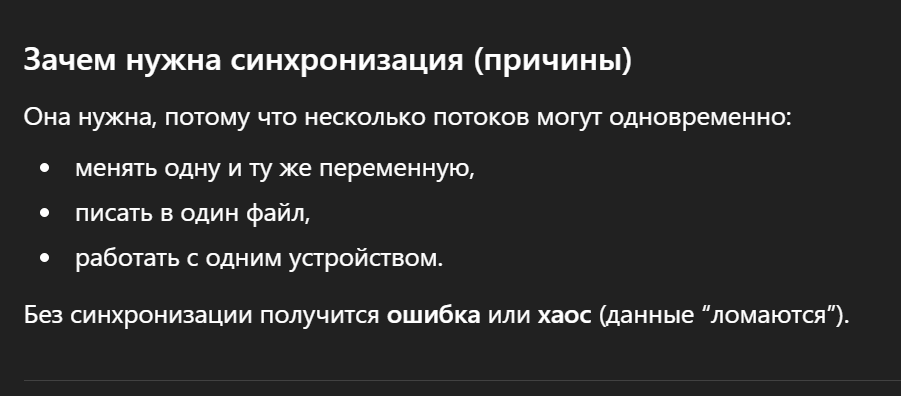 Зачем нужна синхронизация (причины)
Она нужна, потому что несколько потоков могут одновременно:
• менять одну и ту же переменную,
• писать в один файл,
• работать с одним устройством.
Без синхронизации получится ошибка или хаос (данные “ломаются”).